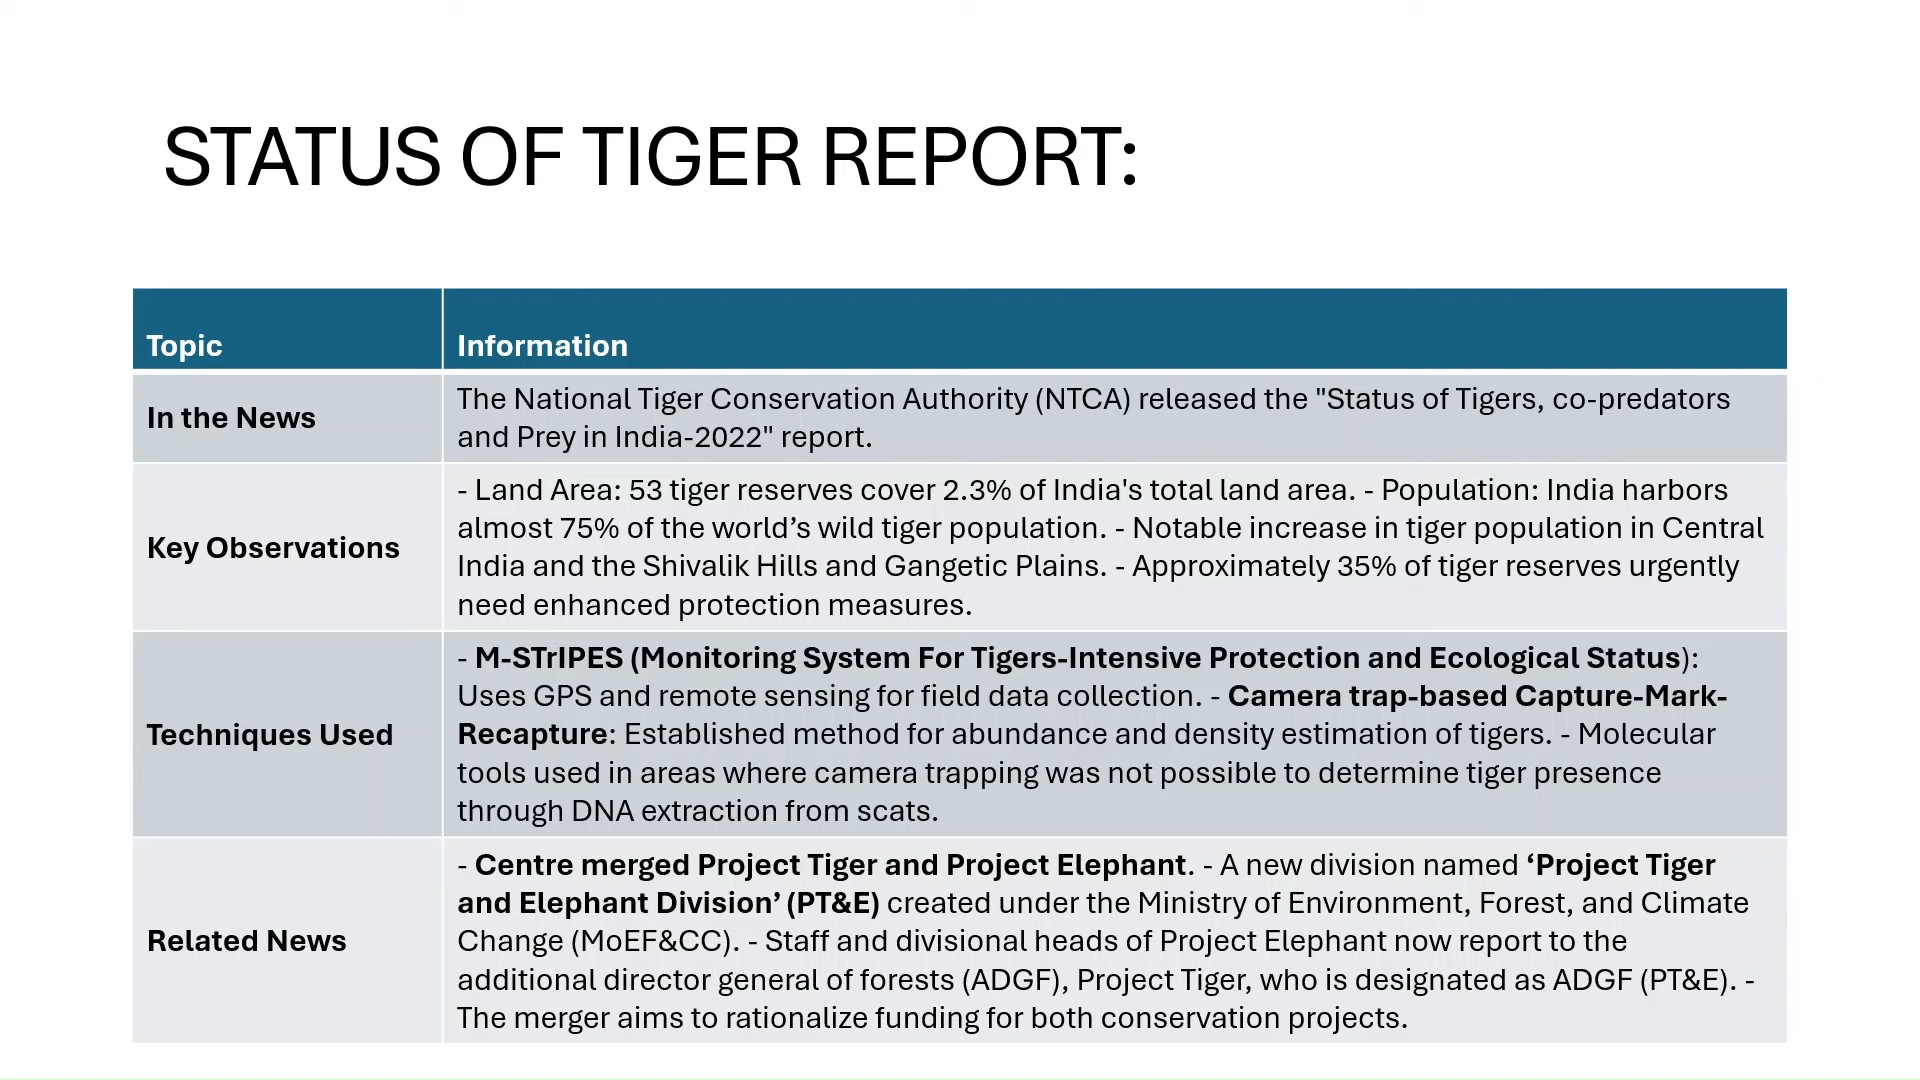 STATUS OF TIGER REPORT:
Topic
Information
In the News
The National Tiger Conservation Authority (NTCA) released the "Status of Tigers, co-predators
and Prey in India-2022" report.
Key Observations
- Land Area: 53 tiger reserves cover 2.3% of India's total land area. - Population: India harbors
almost 75% of the world’s wild tiger population. - Notable increase in tiger population in Central
India and the Shivalik Hills and Gangetic Plains. - Approximately 35% of tiger reserves urgently
need enhanced protection measures.
Techniques Used
- M-STrIPES (Monitoring System For Tigers-Intensive Protection and Ecological Status):
Uses GPS and remote sensing for field data collection. - Camera trap-based Capture-Mark-
Recapture: Established method for abundance and density estimation of tigers. - Molecular
tools used in areas where camera trapping was not possible to determine tiger presence
through DNA extraction from scats.
Related News
- Centre merged Project Tiger and Project Elephant. - A new division named ‘Project Tiger
and Elephant Division’ (PT&E) created under the Ministry of Environment, Forest, and Climate
Change (MoEF&CC). - Staff and divisional heads of Project Elephant now report to the
additional director general of forests (ADGF), Project Tiger, who is designated as ADGF (PT&E). -
The merger aims to rationalize funding for both conservation projects.